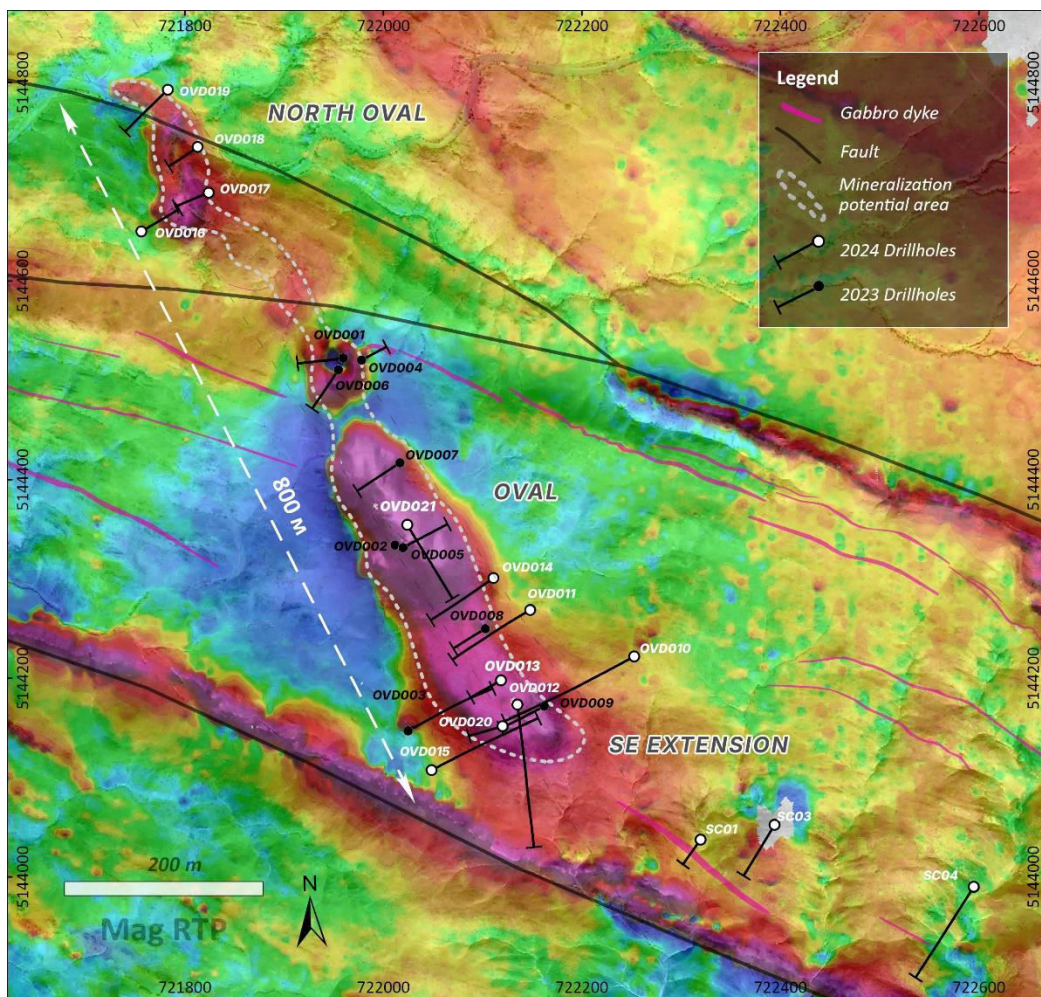 721800
722000
722200
722400
722600
5144800
5144800
Legend
Gabbro dyke
Fault
Mineralization
potential area
2024 Drillholes
2023 Drillholes
OVD019
NORTH OVAL
OVD018
OVD017
OVD016
5144600
5144600
OVD001
OVD004
OVD006
5144400
5144400
OVD007
OVAL
800 м
OVD021
OVD002
OVD005
OVD014
OVD011
OVD008
OVD010
5144200
5144200
OVD013
OVD012
OVD003
OVD009
OVD020
OVD015
SE EXTENSION
SC01
SC03
SC04
5144000
5144000
200 m
N
Mag RTP
721800
722000
722200
722400
722600